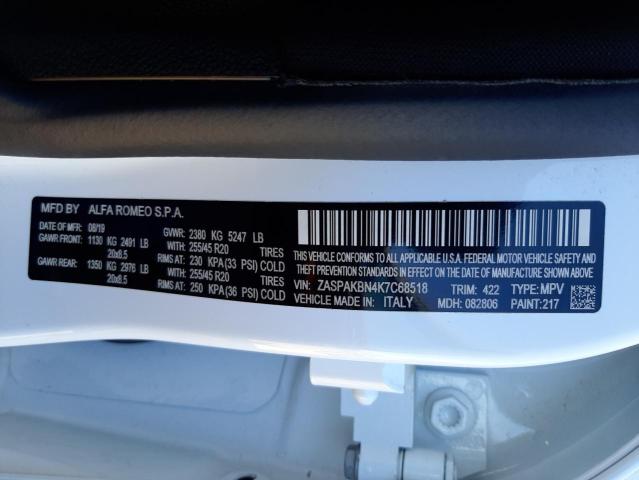 MFD BY ALFA ROMEO S.P.A.
DATE OF MFR: 08/19 GVWR: 2380 KG 5247 LB
GAWR FRONT: 1130 KG 2491 LB WITH: 255/45 R20 TIRES
20x8.5 RIMS AT: 230 KPA(33 PSI) COLD
GAWR REAR: 1350 KG 2976 LB WITH: 255/45 R20 TIRES
20x8.5 RIMS AT: 250 KPA(36 PSI) COLD
THIS VEHICLE CONFORMS TO ALL APPLICABLE U.S.A. FEDERAL MOTOR VEHICLE SAFETY AND
THEFT PREVENTION STANDARDS IN EFFECT ON THE DATE OF MANUFACTURE SHOWN ABOVE.
VIN: ZASPAKBN4K7C68518 TRIM: 422 TYPE: MPV
VEHICLE MADE IN: ITALY MDH: 082806 PAINT: 217